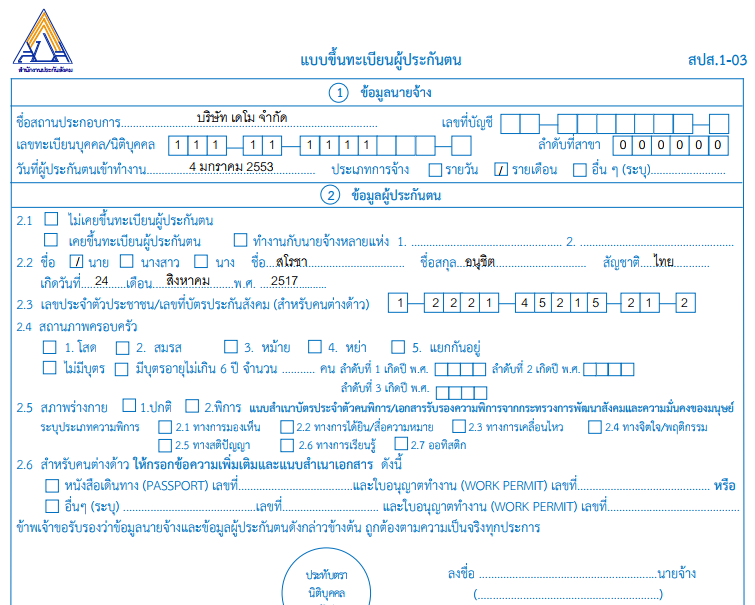 สำนักงานประกันสังคม
แบบขึ้นทะเบียนผู้ประกันตน สปส.1-03
1 ข้อมูลนายจ้าง
ชื่อสถานประกอบการ บริษัท เดโม จำกัด เลขที่บัญชี
เลขทะเบียนบุคคล/นิติบุคคล 1 1 1 – 1 1 – 1 1 1 1 ลำดับที่สาขา 0 0 0 0 0 0
วันที่ผู้ประกันตนเข้าทำงาน 4 มกราคม 2553 ประเภทการจ้าง รายวัน / รายเดือน อื่น ๆ (ระบุ)
2 ข้อมูลผู้ประกันตน
2.1 ไม่เคยขึ้นทะเบียนผู้ประกันตน
เคยขึ้นทะเบียนผู้ประกันตน ทำงานกับนายจ้างหลายแห่ง 1. 2.
2.2 ชื่อ / นาย นางสาว นาง ชื่อ สโรชา ชื่อสกุล อนุชิต สัญชาติ ไทย
เกิดวันที่ 24 เดือน สิงหาคม พ.ศ. 2517
2.3 เลขประจำตัวประชาชน/เลขที่บัตรประกันสังคม (สำหรับคนต่างด้าว) 1 – 2 2 2 1 – 4 5 2 1 5 – 2 1 – 2
2.4 สถานภาพครอบครัว
1. โสด 2. สมรส 3. หม้าย 4. หย่า 5. แยกกันอยู่
ไม่มีบุตร มีบุตรอายุไม่เกิน 6 ปี จำนวน คน ลำดับที่ 1 เกิดปี พ.ศ. ลำดับที่ 2 เกิดปี พ.ศ.
ลำดับที่ 3 เกิดปี พ.ศ.
2.5 สภาพร่างกาย 1.ปกติ 2.พิการ แนบสำเนาบัตรประจำตัวคนพิการ/เอกสารรับรองความพิการจากกระทรวงการพัฒนาสังคมและความมั่นคงของมนุษย์
ระบุประเภทความพิการ 2.1 ทางการมองเห็น 2.2 ทางการได้ยิน/สื่อความหมาย 2.3 ทางการเคลื่อนไหว 2.4 ทางจิตใจ/พฤติกรรม
2.5 ทางสติปัญญา 2.6 ทางการเรียนรู้ 2.7 ออทิสติก
2.6 สำหรับคนต่างด้าว ให้กรอกข้อความเพิ่มเติมและแนบสำเนาเอกสาร ดังนี้
หนังสือเดินทาง (PASSPORT) เลขที่ และใบอนุญาตทำงาน (WORK PERMIT) เลขที่ หรือ
อื่นๆ (ระบุ) เลขที่ และใบอนุญาตทำงาน (WORK PERMIT) เลขที่
ข้าพเจ้าขอรับรองว่าข้อมูลนายจ้างและข้อมูลผู้ประกันตนดังกล่าวข้างต้น ถูกต้องตามความเป็นจริงทุกประการ
ประทับตรา ลงชื่อ นายจ้าง
นิติบุคคล ( )